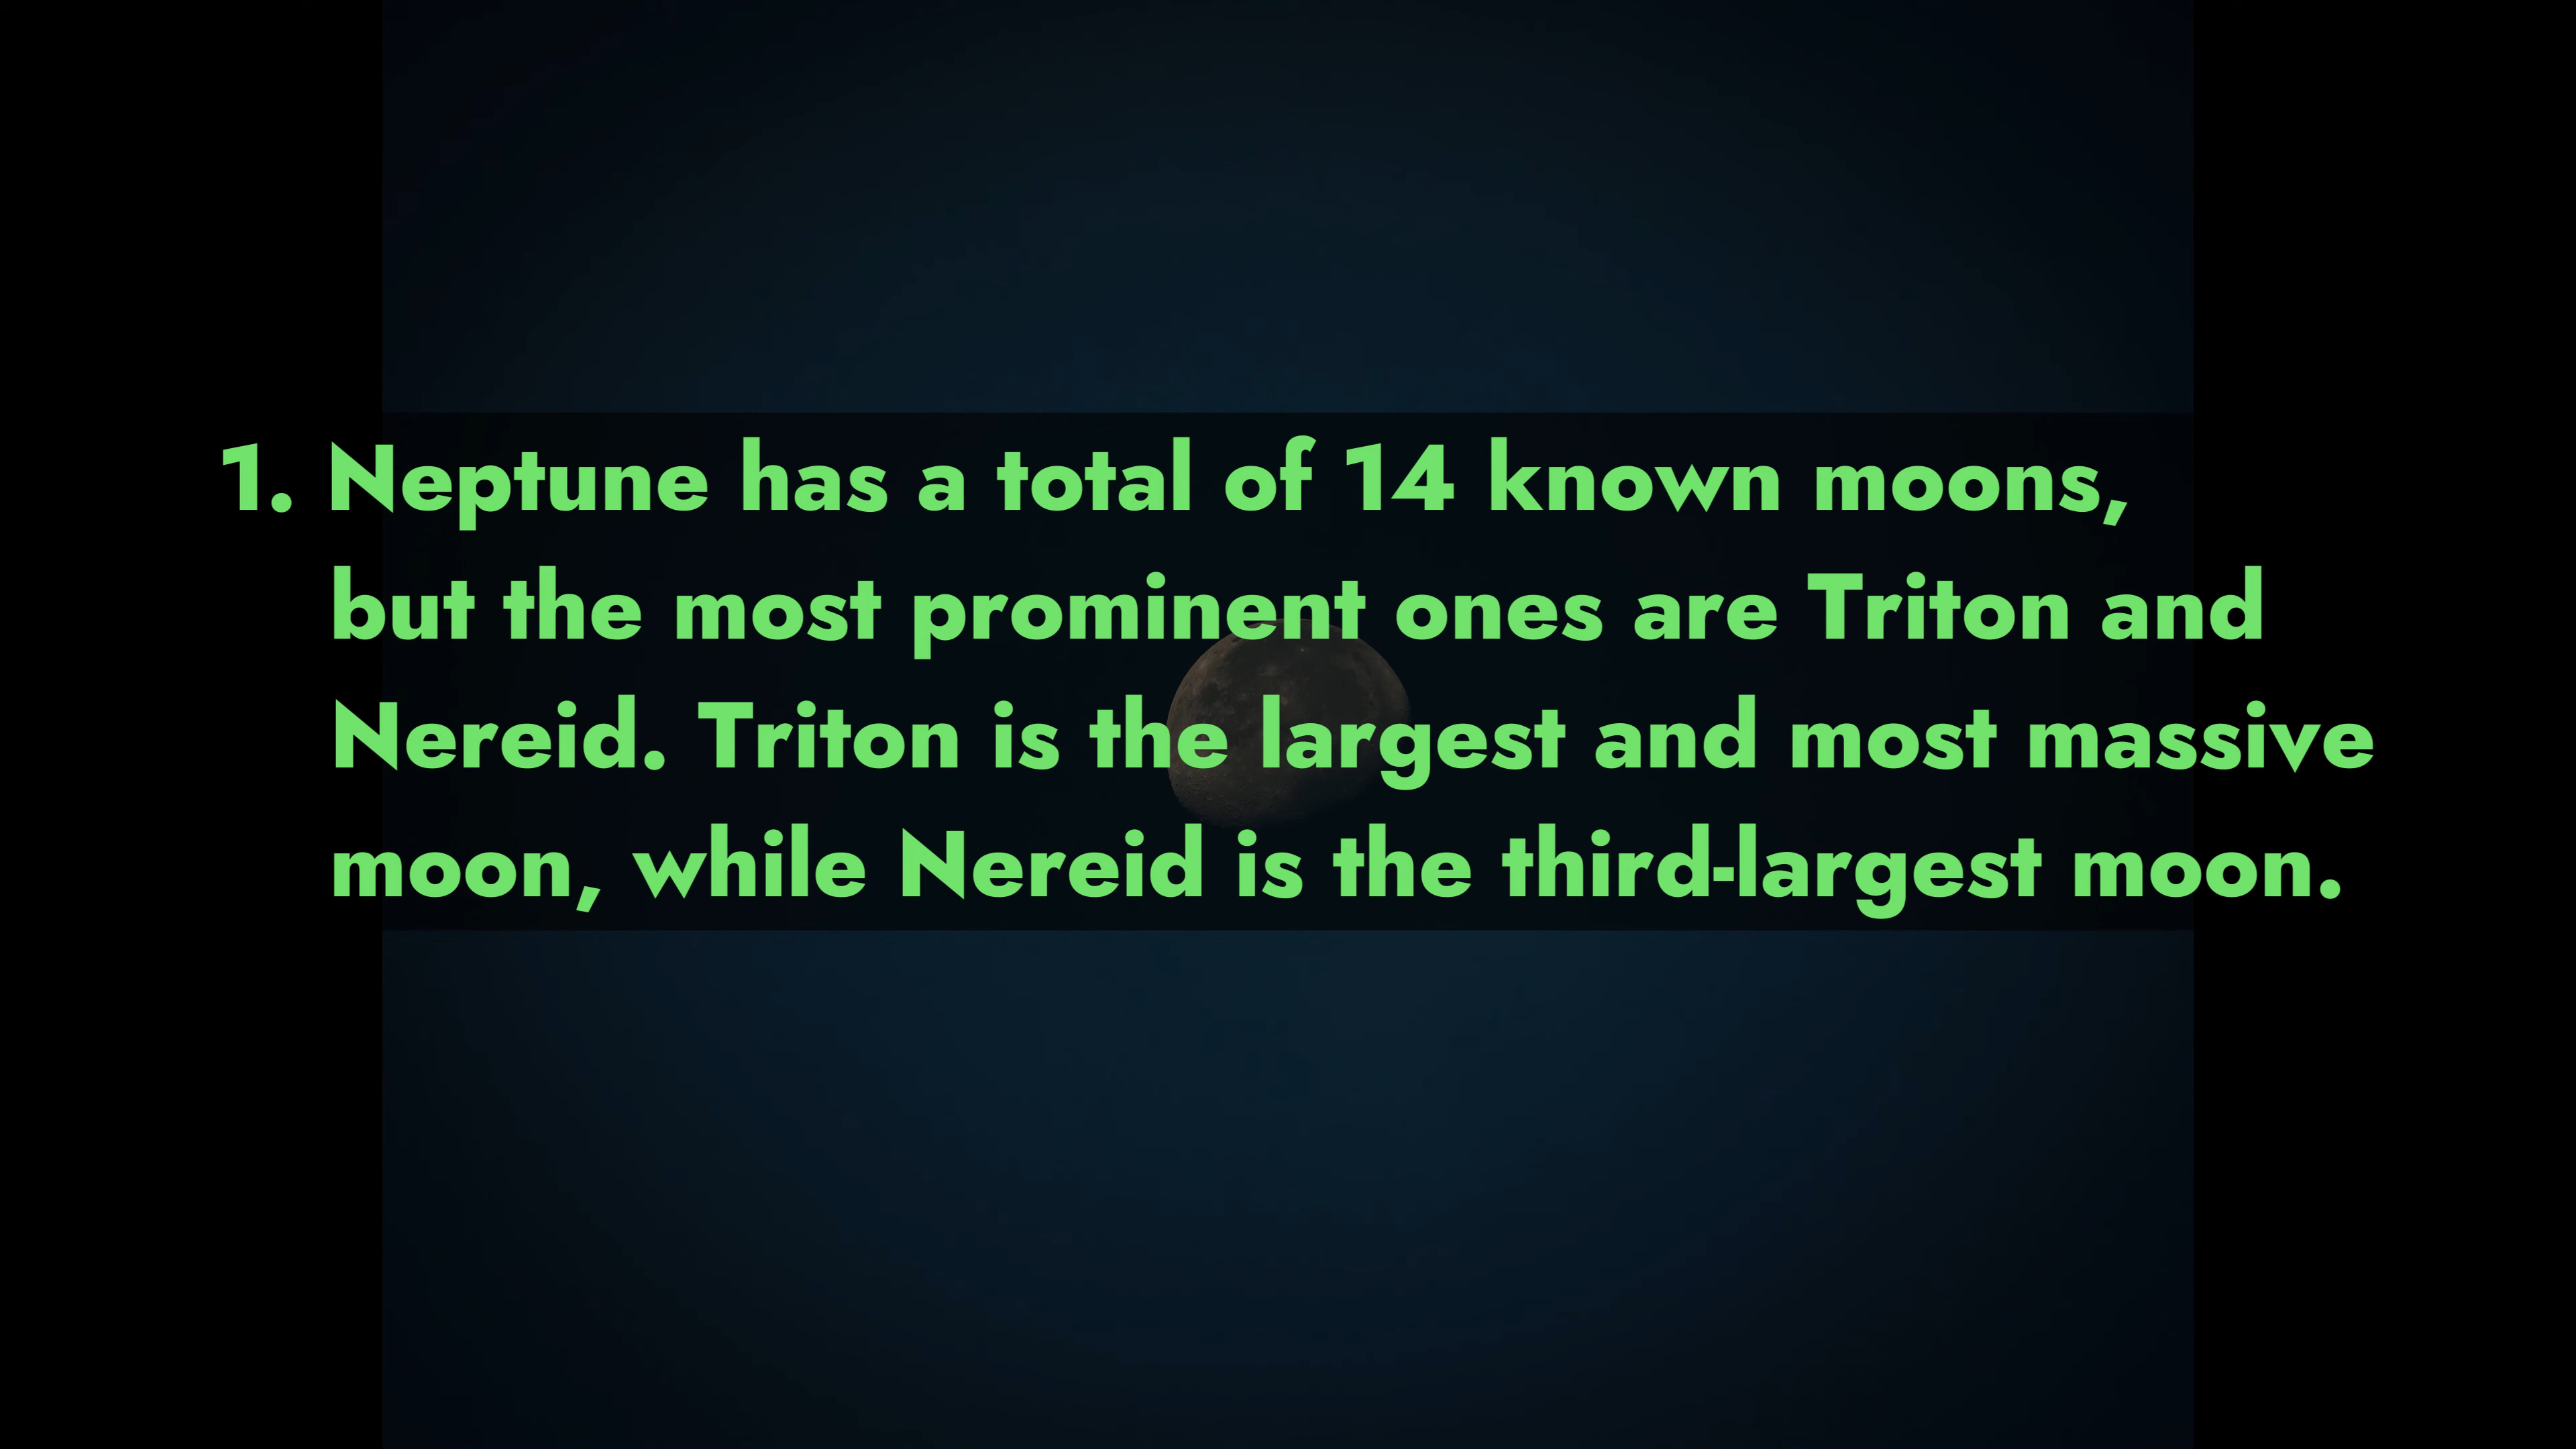 1. Neptune has a total of 14 known moons,
but the most prominent ones are Triton and
Nereid. Triton is the largest and most massive
moon, while Nereid is the third-largest moon.